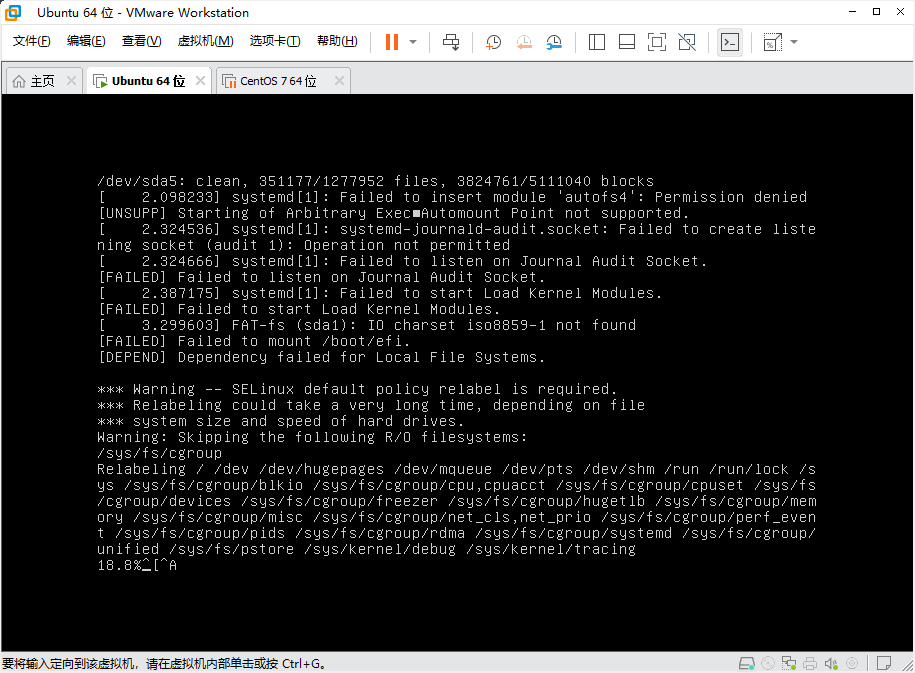 Ubuntu 64 位 - VMware Workstation
文件(F) 编辑(E) 查看(V) 虚拟机(M) 选项卡(T) 帮助(H)
主页 Ubuntu 64 位 CentOS 7 64 位
/dev/sda5: clean, 351177/1277952 files, 3824761/5111040 blocks
[    2.098233] systemd[1]: Failed to insert module 'autofs4': Permission denied
[UNSUPP] Starting of Arbitrary Exec■Automount Point not supported.
[    2.324536] systemd[1]: systemd-journald-audit.socket: Failed to create liste
ning socket (audit 1): Operation not permitted
[    2.324666] systemd[1]: Failed to listen on Journal Audit Socket.
[FAILED] Failed to listen on Journal Audit Socket.
[    2.387175] systemd[1]: Failed to start Load Kernel Modules.
[FAILED] Failed to start Load Kernel Modules.
[    3.299603] FAT-fs (sda1): IO charset iso8859-1 not found
[FAILED] Failed to mount /boot/efi.
[DEPEND] Dependency failed for Local File Systems.
*** Warning -- SELinux default policy relabel is required.
*** Relabeling could take a very long time, depending on file
*** system size and speed of hard drives.
Warning: Skipping the following R/O filesystems:
/sys/fs/cgroup
Relabeling / /dev /dev/hugepages /dev/mqueue /dev/pts /dev/shm /run /run/lock /s
ys /sys/fs/cgroup/blkio /sys/fs/cgroup/cpu,cpuacct /sys/fs/cgroup/cpuset /sys/fs
/cgroup/devices /sys/fs/cgroup/freezer /sys/fs/cgroup/hugetlb /sys/fs/cgroup/mem
ory /sys/fs/cgroup/misc /sys/fs/cgroup/net_cls,net_prio /sys/fs/cgroup/perf_even
t /sys/fs/cgroup/pids /sys/fs/cgroup/rdma /sys/fs/cgroup/systemd /sys/fs/cgroup/
unified /sys/fs/pstore /sys/kernel/debug /sys/kernel/tracing
18.8%^[^A
要将输入定向到该虚拟机，请在虚拟机内部单击或按 Ctrl+G。